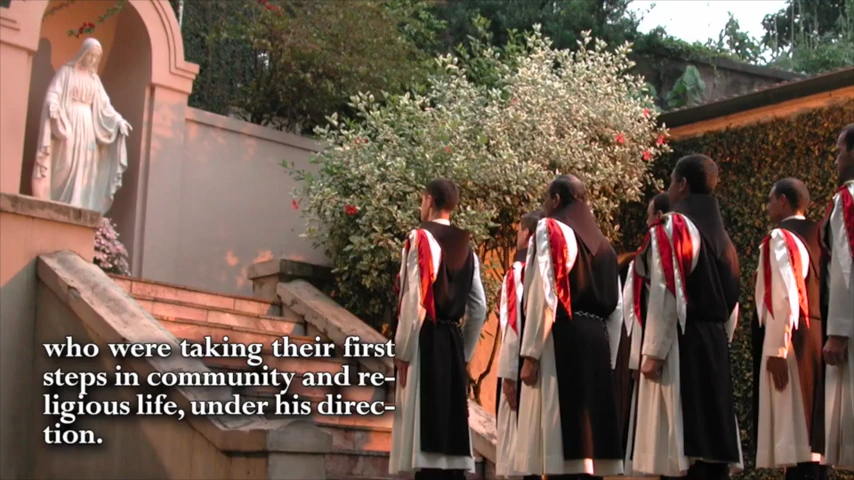 who were taking their first
steps in community and re-
ligious life, under his direc-
tion.